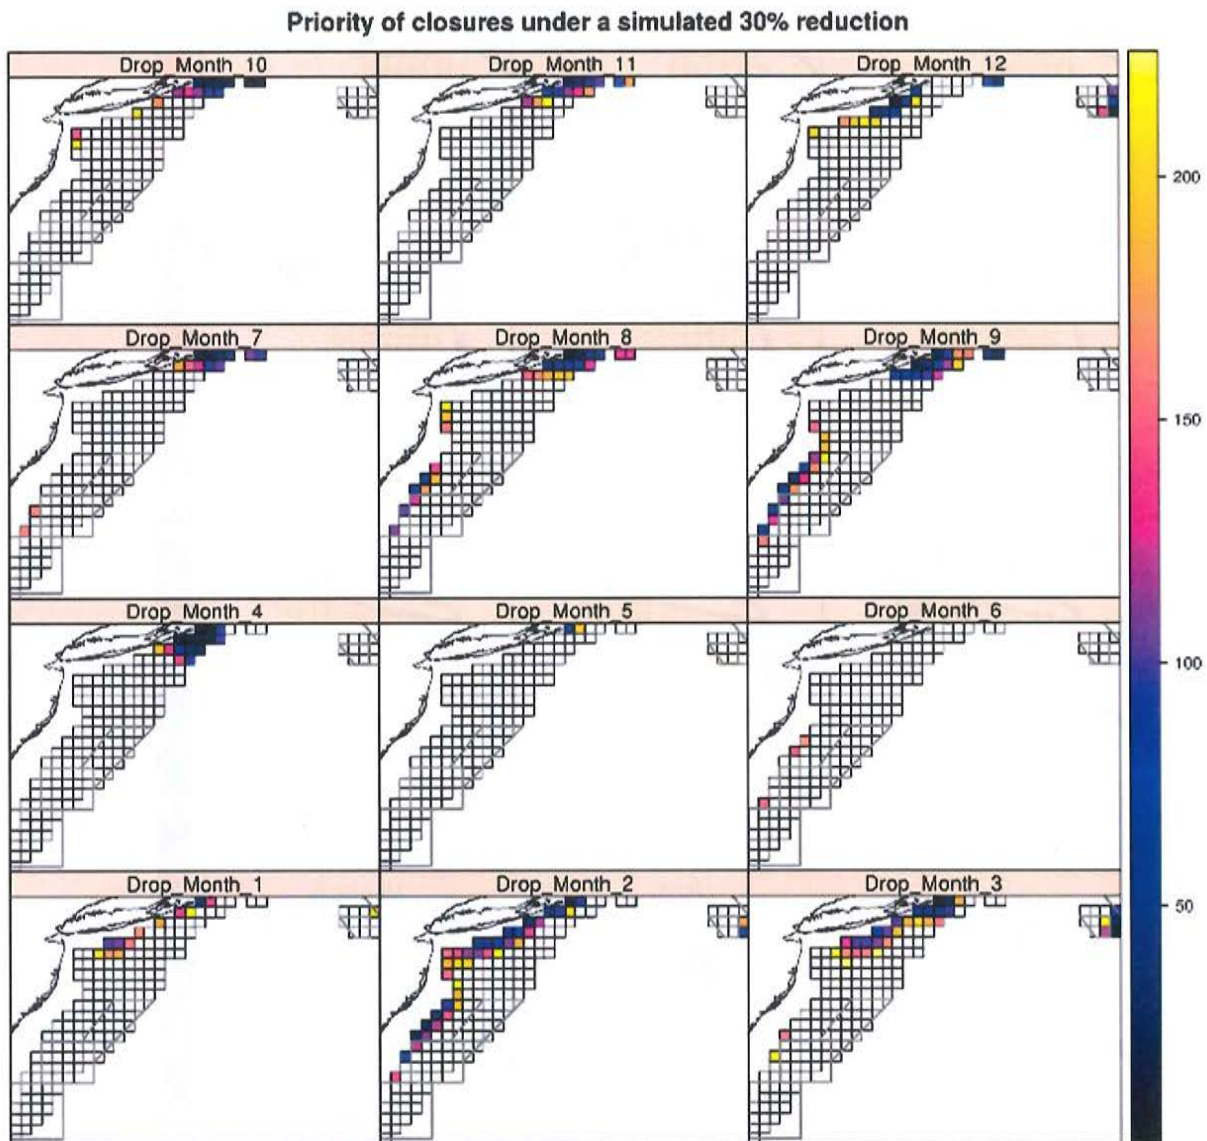 Priority of closures under a simulated 30% reduction
Drop_Month_10
Drop_Month_11
Drop_Month_12
200
Drop_Month_7
Drop_Month_8
Drop_Month_9
150
Drop_Month_4
Drop_Month_5
Drop_Month_6
100
Drop_Month_1
Drop_Month_2
Drop_Month_3
50